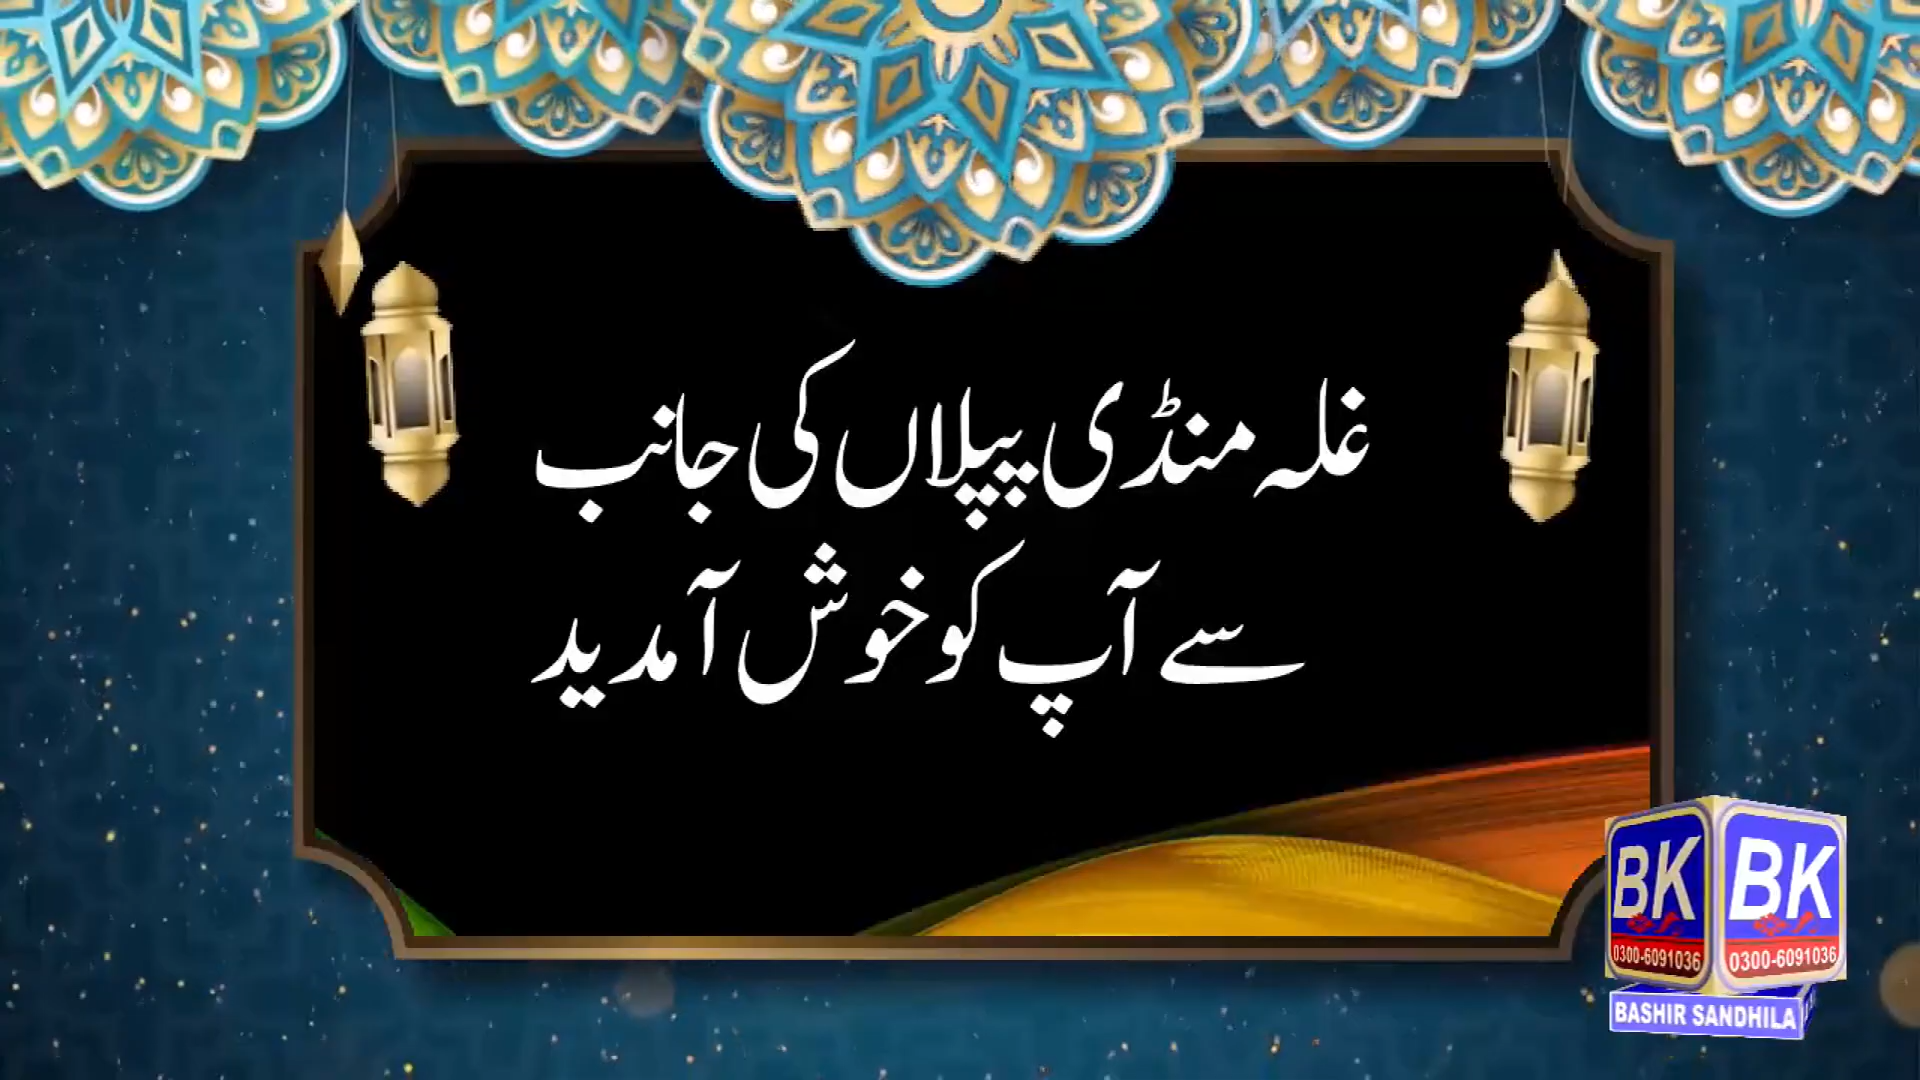 غلہ منڈی پپلاں کی جانب
سے آپ کو خوش آمدید
BK BK
0300-6091036 0300-6091036
BASHIR SANDHILA